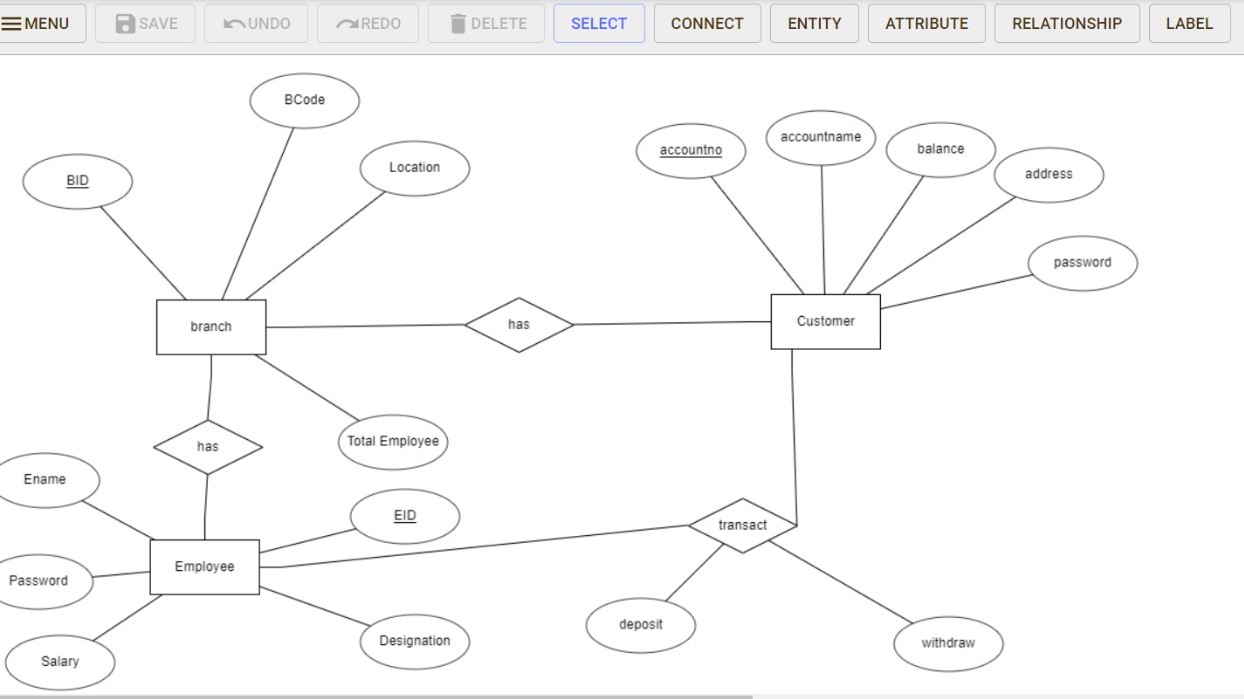 MENU SAVE UNDO REDO DELETE SELECT CONNECT ENTITY ATTRIBUTE RELATIONSHIP LABEL
BCode
accountname
accountno
balance
Location
address
BID
password
branch
has
Customer
Total Employee
has
Ename
EID
transact
Employee
Password
deposit
Designation
withdraw
Salary